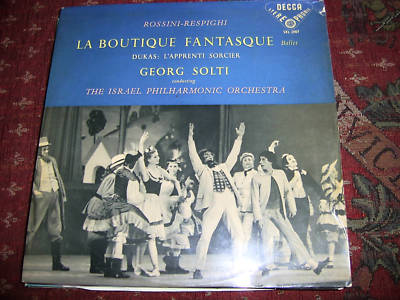 ROSSINI-RESPIGHI
DECCA
LA BOUTIQUE FANTASQUE Ballet
DUKAS: L'APPRENTI SORCIER
GEORG SOLTI
conducting
THE ISRAEL PHILHARMONIC ORCHESTRA